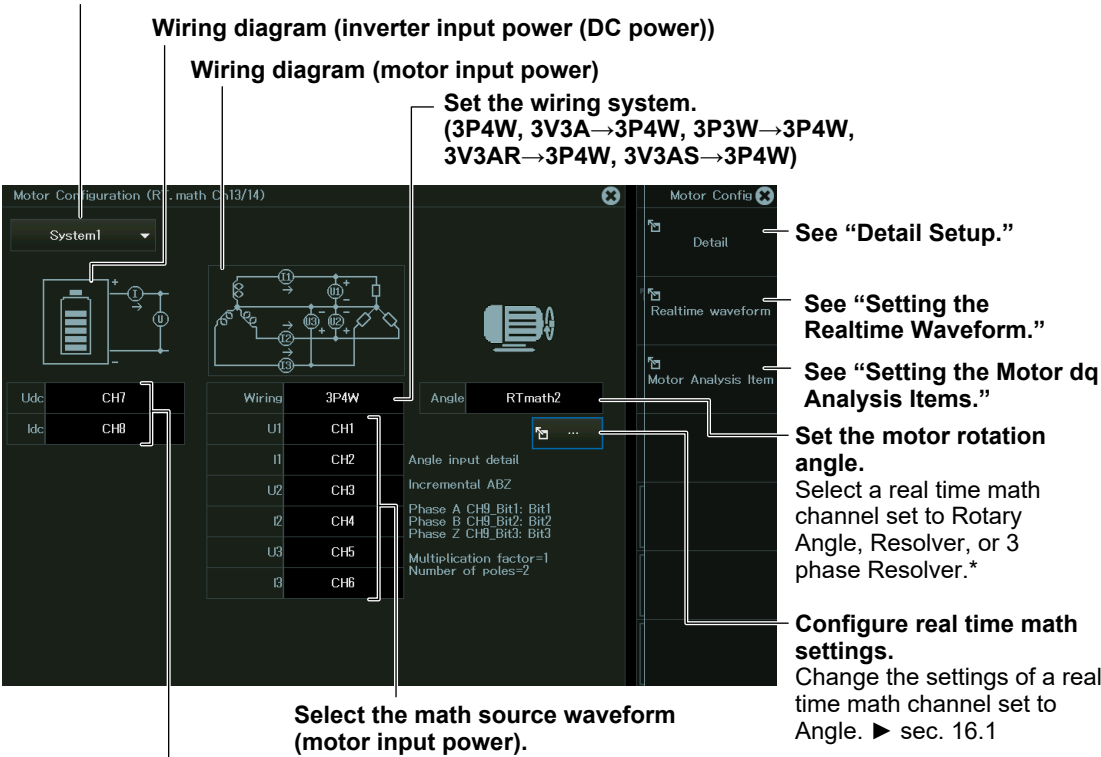 Wiring diagram (inverter input power (DC power))
Wiring diagram (motor input power)
Set the wiring system.
(3P4W, 3V3A→3P4W, 3P3W→3P4W,
3V3AR→3P4W, 3V3AS→3P4W)
Motor Configuration (RT.math Ch13/14)
System1
+
I
→
U
-
I1
→
U1
+
-
U3
U2
-
+
-
+
→
I2
→
I3
Udc CH7
Idc CH8
Wiring 3P4W
U1 CH1
I1 CH2
U2 CH3
I2 CH4
U3 CH5
I3 CH6
Angle RTmath2
...
Angle input detail
Incremental ABZ
Phase A CH9_Bit1: Bit1
Phase B CH9_Bit2: Bit2
Phase Z CH9_Bit3: Bit3
Multiplication factor=1
Number of poles=2
Motor Config
Detail
Realtime waveform
Motor Analysis Item
See “Detail Setup.”
See “Setting the
Realtime Waveform.”
See “Setting the Motor dq
Analysis Items.”
Set the motor rotation
angle.
Select a real time math
channel set to Rotary
Angle, Resolver, or 3
phase Resolver.*
Configure real time math
settings.
Change the settings of a real
time math channel set to
Angle. ► sec. 16.1
Select the math source waveform
(motor input power).